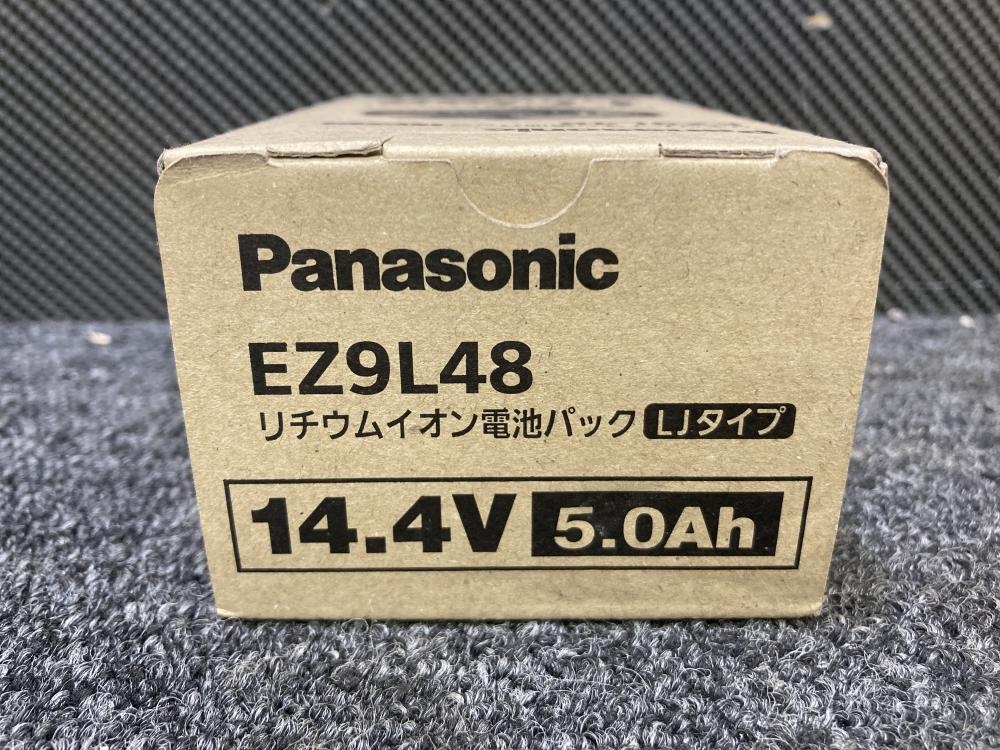 Panasonic
EZ9L48
リチウムイオン電池パック LJタイプ
14.4V 5.0Ah